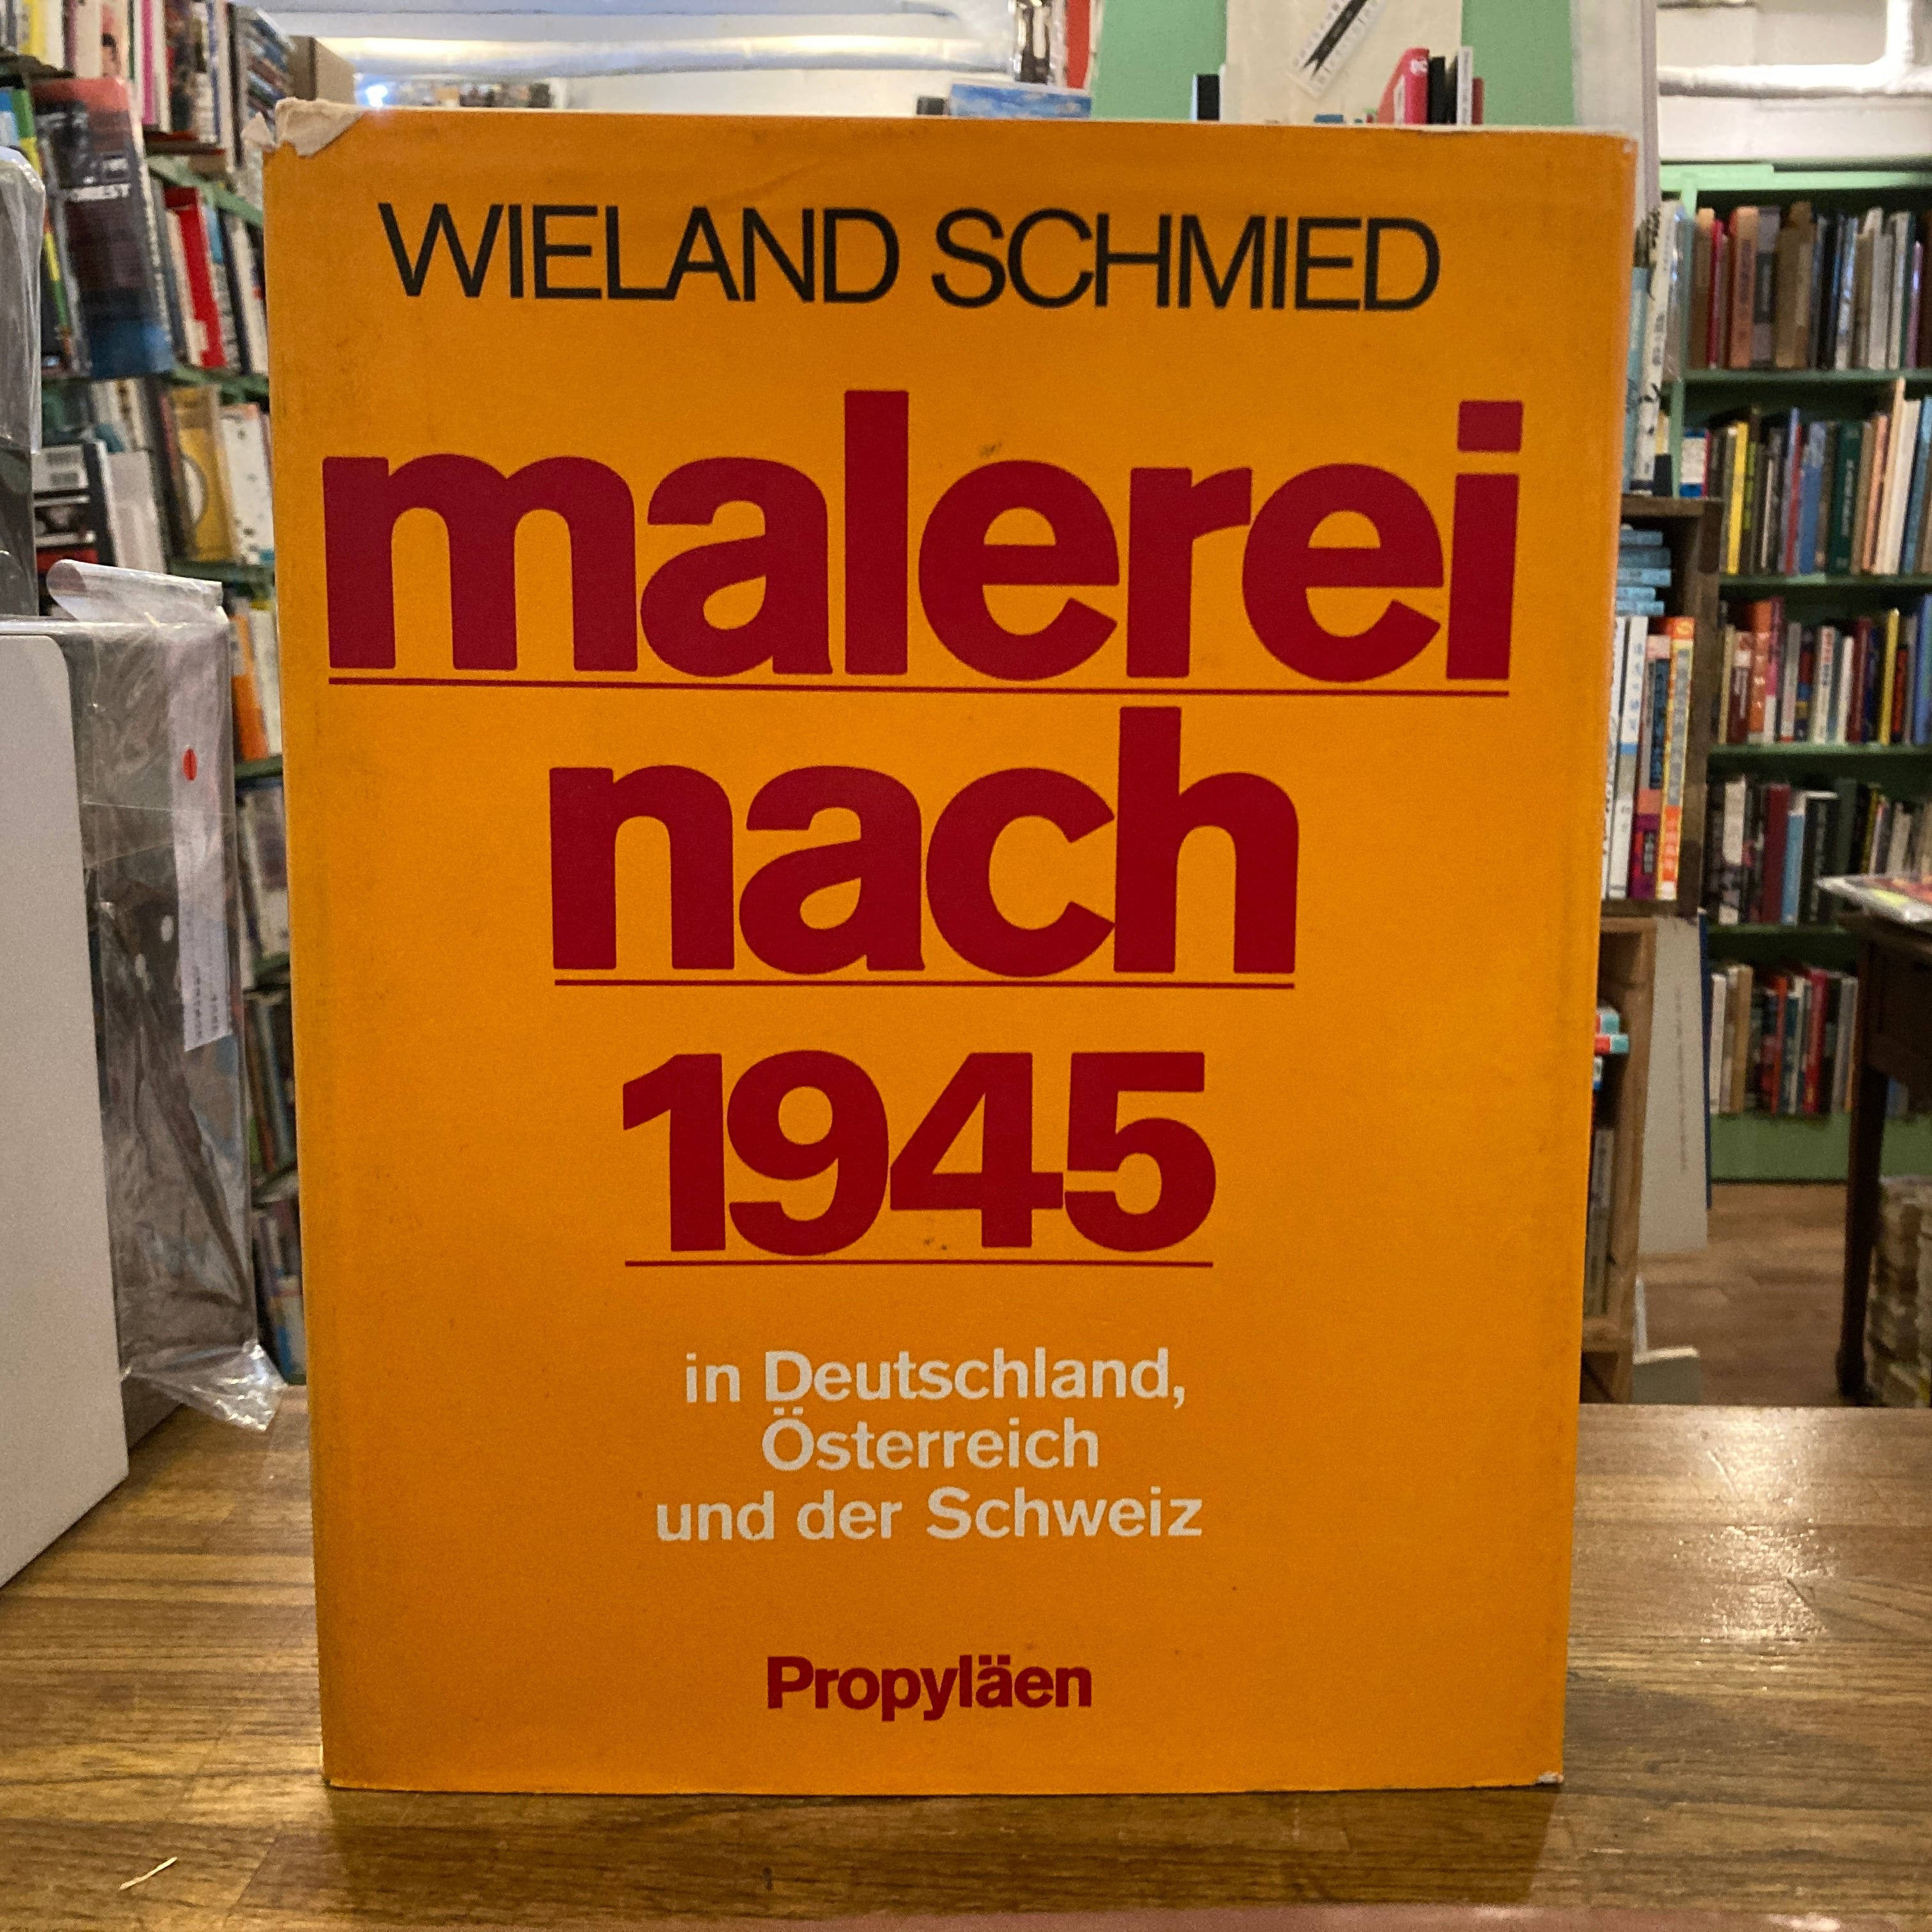 WIELAND SCHMIED
malerei
nach
1945
in Deutschland,
Österreich
und der Schweiz
Propyläen